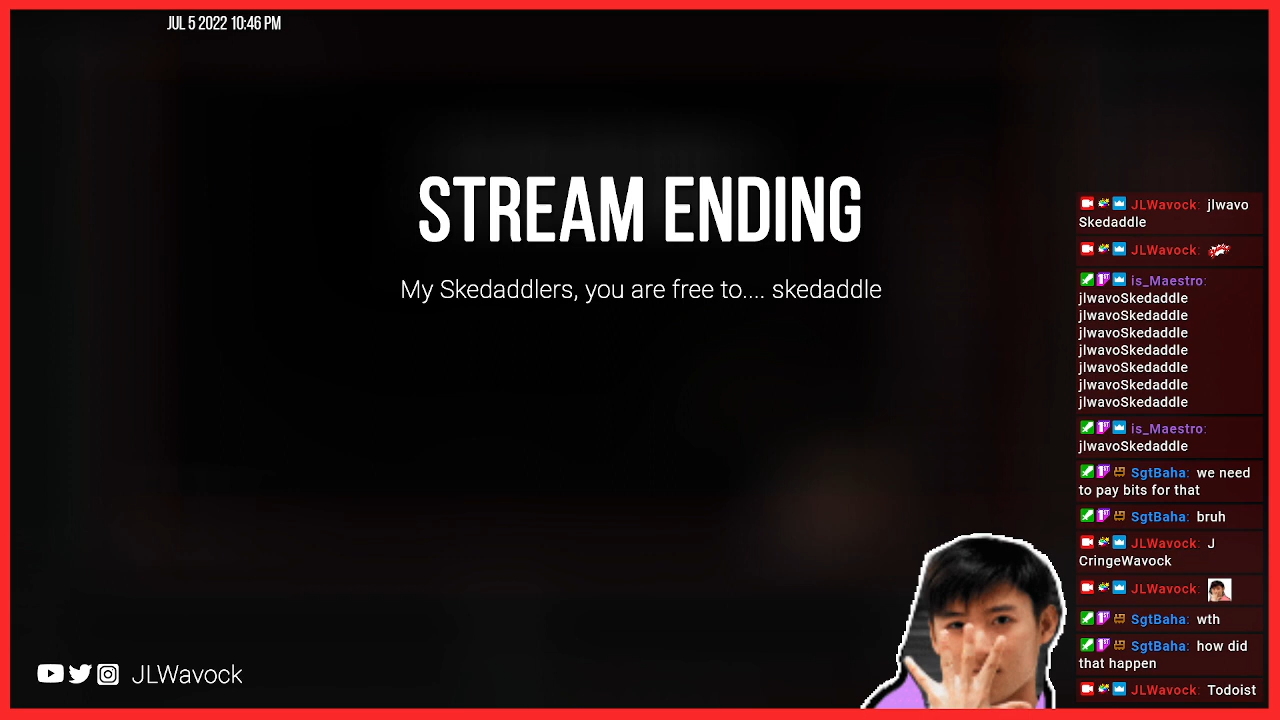 JUL 5 2022 10:46 PM
STREAM ENDING
My Skedaddlers, you are free to.... skedaddle
JLWavock: jlwavo
Skedaddle
JLWavock:
is_Maestro:
jlwavoSkedaddle
jlwavoSkedaddle
jlwavoSkedaddle
jlwavoSkedaddle
jlwavoSkedaddle
jlwavoSkedaddle
jlwavoSkedaddle
is_Maestro:
jlwavoSkedaddle
SgtBaha: we need
to pay bits for that
SgtBaha: bruh
JLWavock: J
CringeWavock
JLWavock:
SgtBaha: wth
SgtBaha: how did
that happen
JLWavock: Todoist
JLWavock